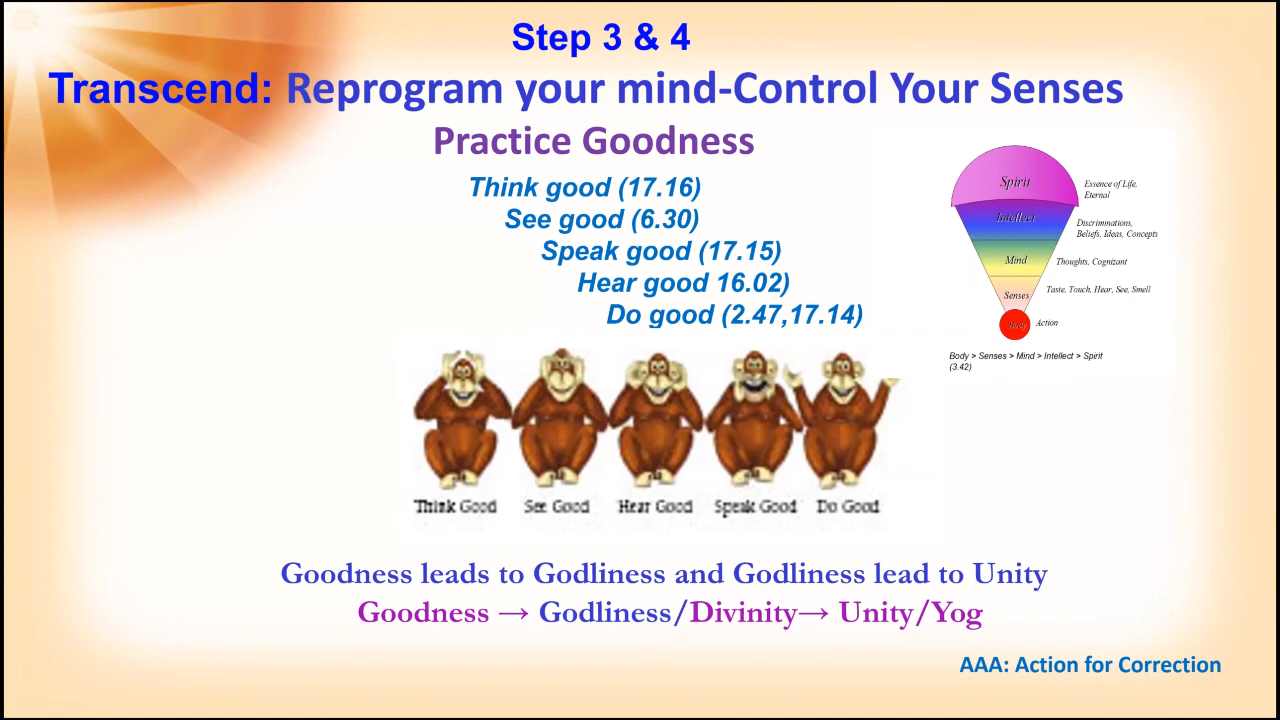 Step 3 & 4
Transcend: Reprogram your mind-Control Your Senses
Practice Goodness
Think good (17.16)
See good (6.30)
Speak good (17.15)
Hear good 16.02)
Do good (2.47,17.14)
Spirit
Essence of Life,
Eternal
Intellect
Discriminations,
Beliefs, Ideas, Concepts
Mind
Thoughts, Cognizant
Senses
Taste, Touch, Hear, See, Smell
Body
Action
Body > Senses > Mind > Intellect > Spirit
(3.42)
Think Good See Good Hear Good Speak Good Do Good
Goodness leads to Godliness and Godliness lead to Unity
Goodness → Godliness/Divinity→ Unity/Yog
AAA: Action for Correction